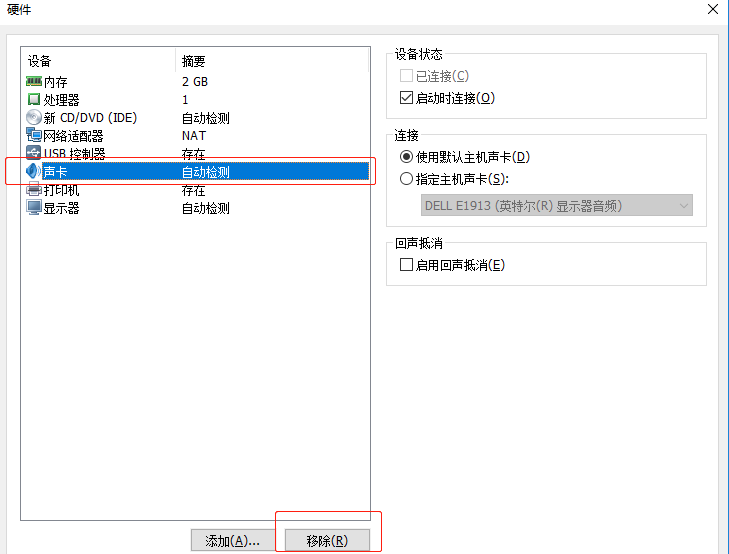 硬件
设备 摘要
内存 2 GB
处理器 1
新 CD/DVD (IDE) 自动检测
网络适配器 NAT
USB 控制器 存在
声卡 自动检测
打印机 存在
显示器 自动检测
添加(A)... 移除(R)
设备状态
已连接(C)
启动时连接(O)
连接
使用默认主机声卡(D)
指定主机声卡(S):
DELL E1913 (英特尔(R) 显示器音频)
回声抵消
启用回声抵消(E)